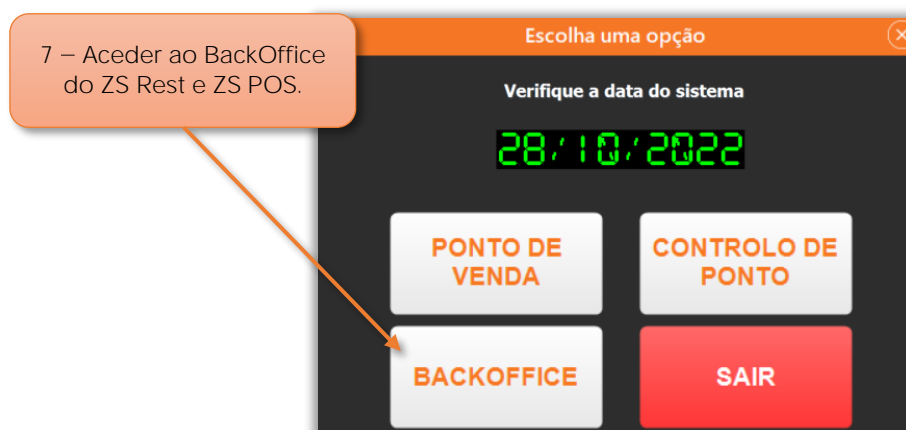 7 – Aceder ao BackOffice
do ZS Rest e ZS POS.
Escolha uma opção
Verifique a data do sistema
28/10/2022
PONTO DE
VENDA
CONTROLO DE
PONTO
BACKOFFICE
SAIR